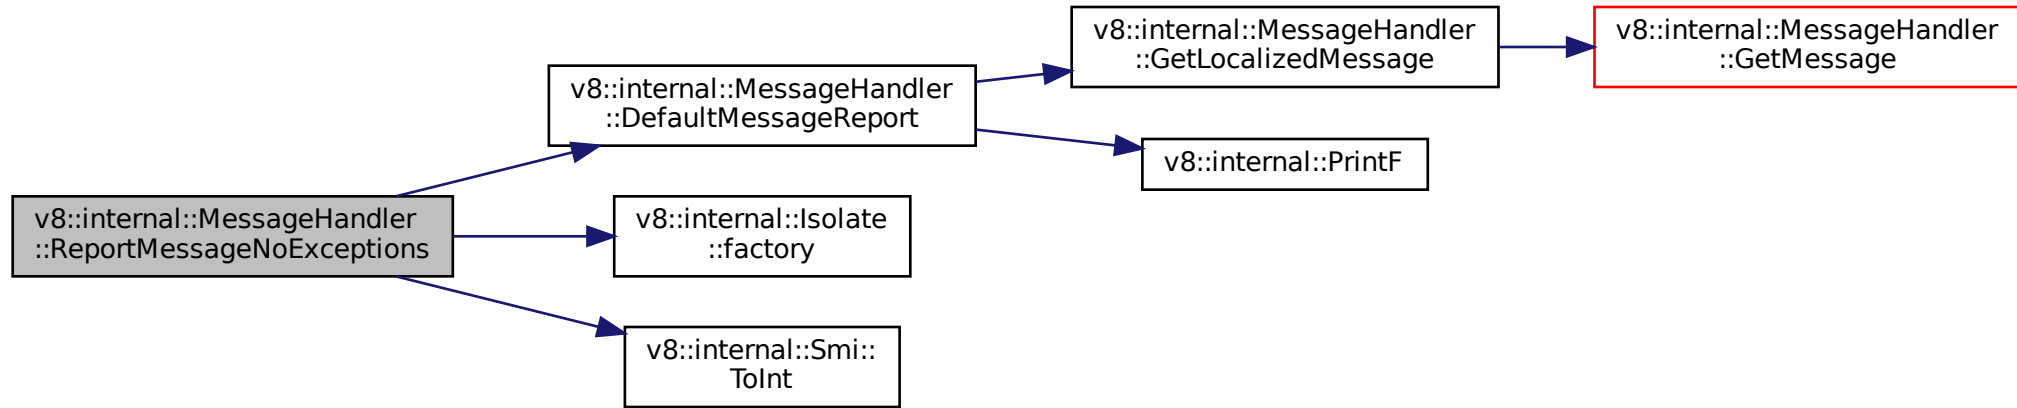 v8::internal::MessageHandler
::ReportMessageNoExceptions
v8::internal::MessageHandler
::DefaultMessageReport
v8::internal::Isolate
::factory
v8::internal::Smi::
ToInt
v8::internal::MessageHandler
::GetLocalizedMessage
v8::internal::PrintF
v8::internal::MessageHandler
::GetMessage